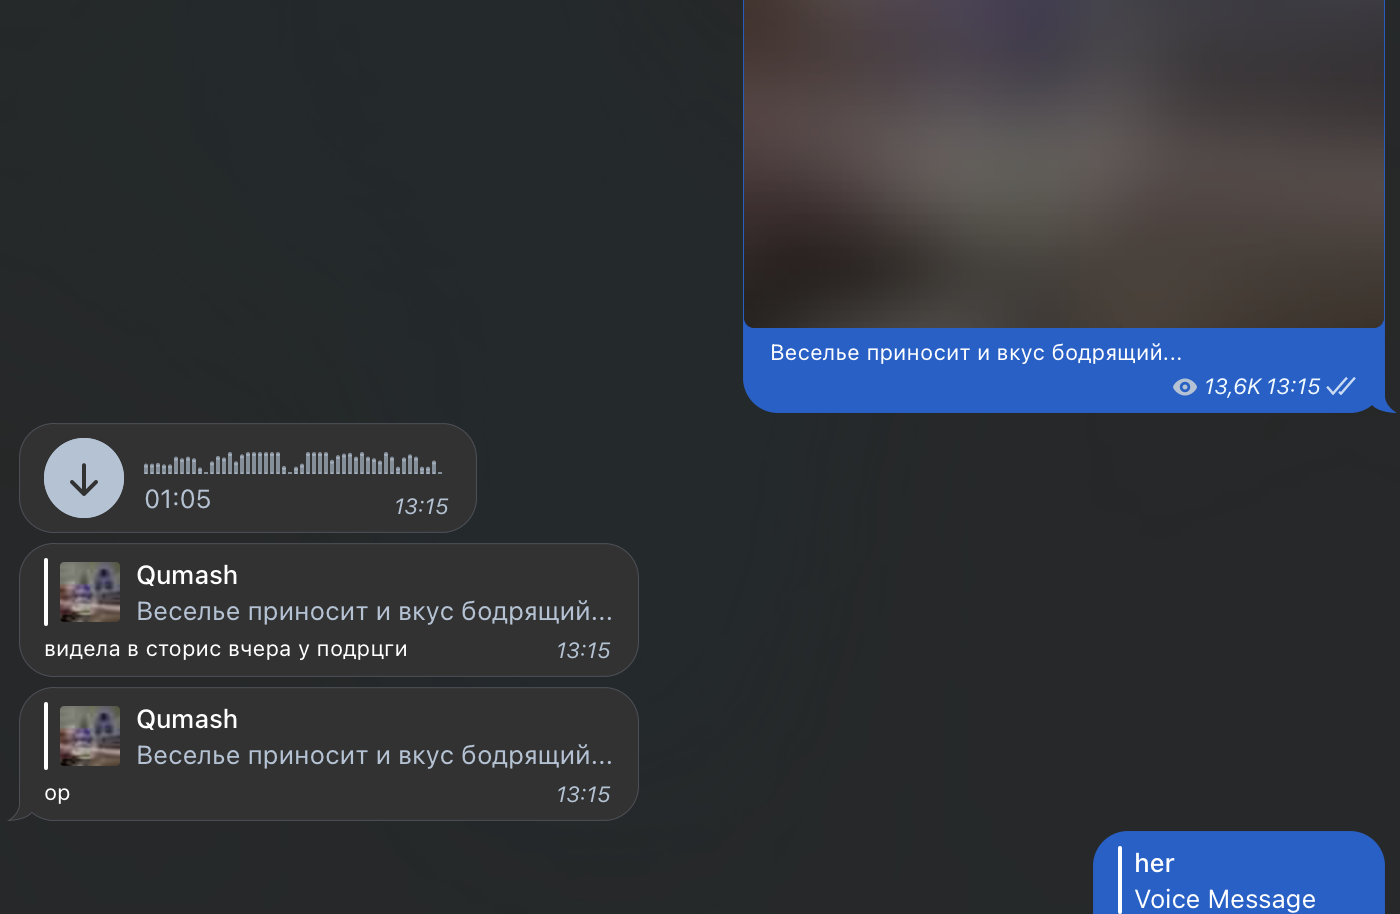 Веселье приносит и вкус бодрящий...
13,6K 13:15
01:05
13:15
Qumash
Веселье приносит и вкус бодрящий...
видела в сторис вчера у подрцги
13:15
Qumash
Веселье приносит и вкус бодрящий...
ор
13:15
her
Voice Message